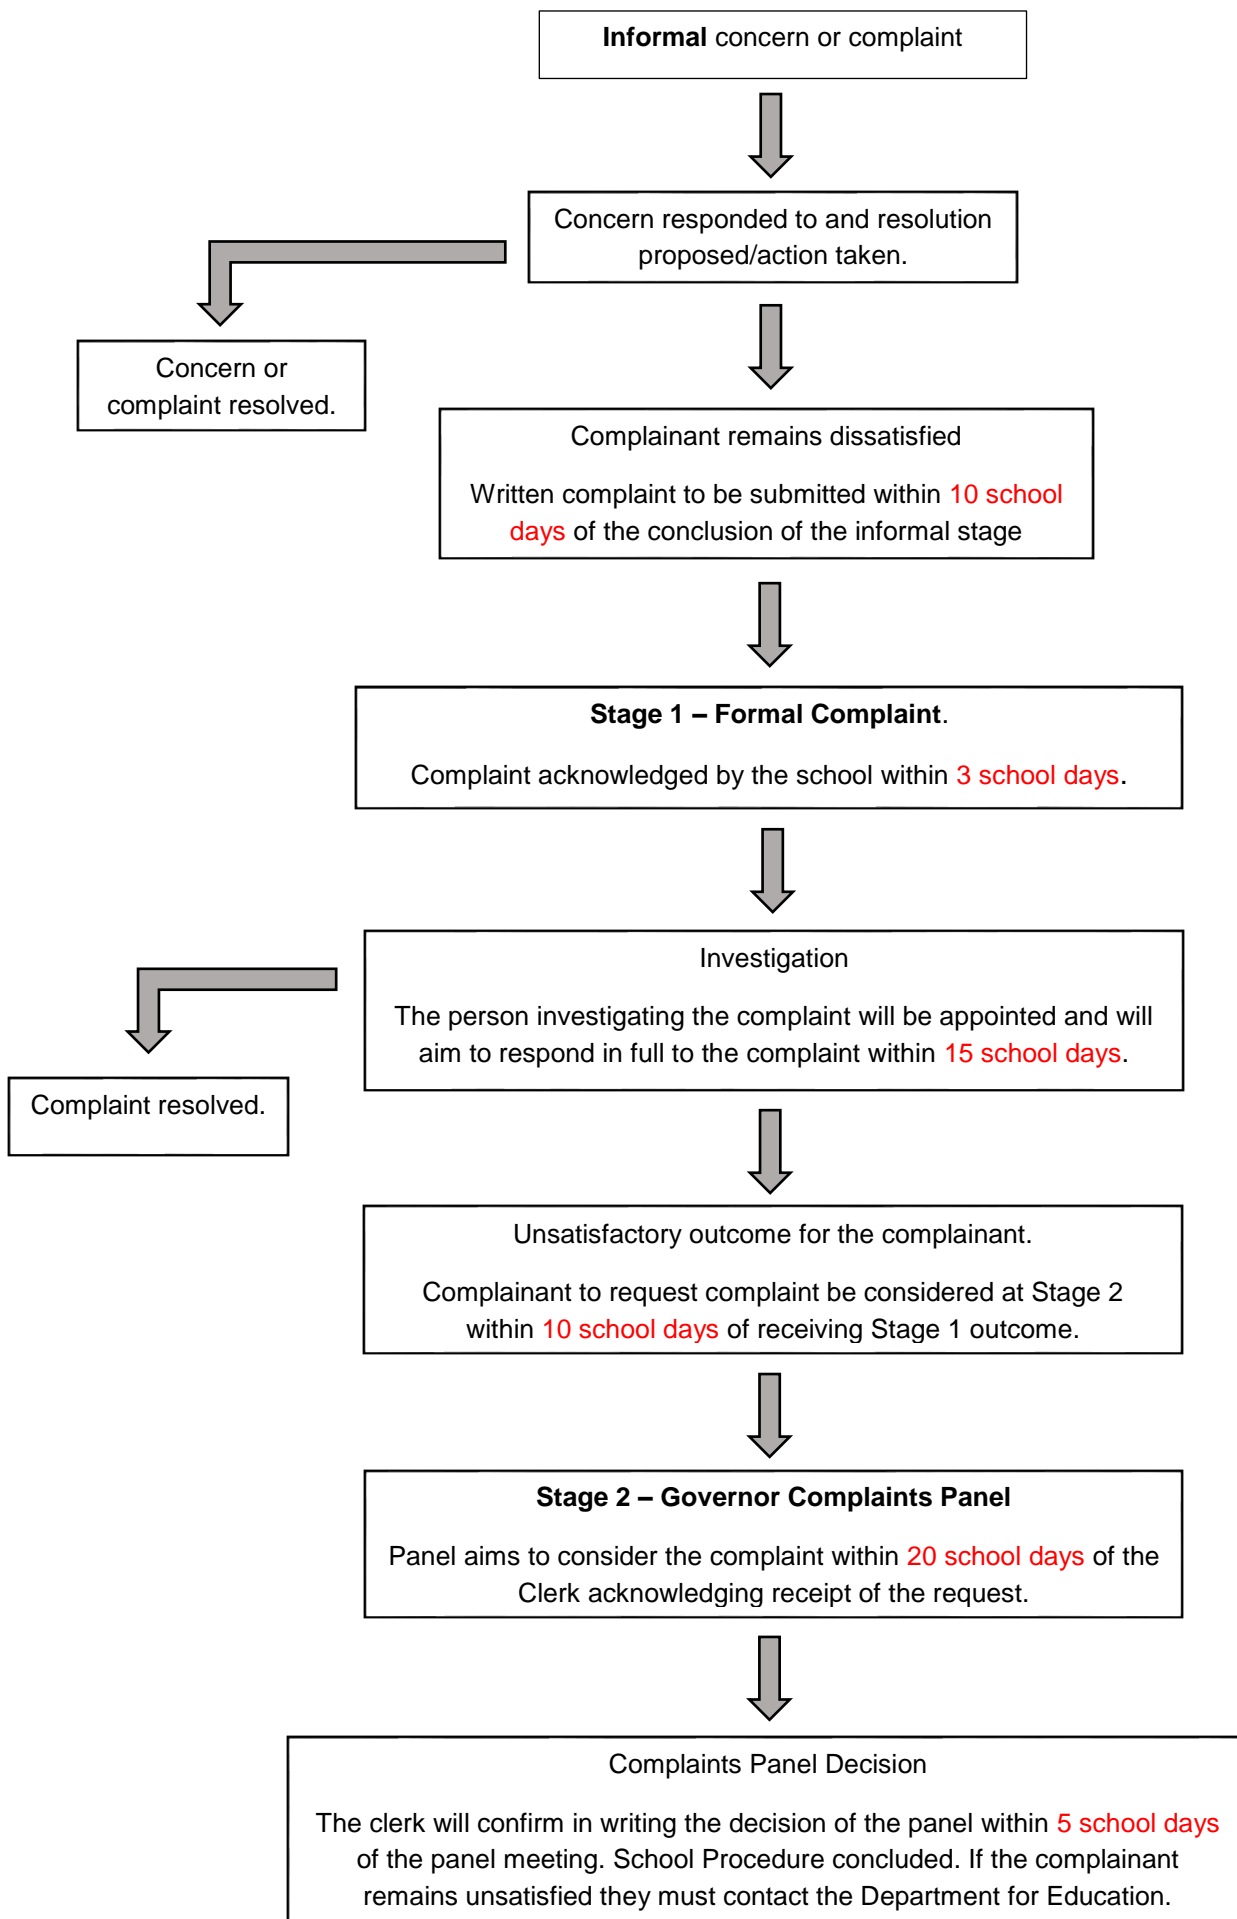 Informal concern or complaint
Concern responded to and resolution
proposed/action taken.
Concern or
complaint resolved.
Complainant remains dissatisfied
Written complaint to be submitted within 10 school
days of the conclusion of the informal stage
Stage 1 – Formal Complaint.
Complaint acknowledged by the school within 3 school days.
Investigation
The person investigating the complaint will be appointed and will
aim to respond in full to the complaint within 15 school days.
Complaint resolved.
Unsatisfactory outcome for the complainant.
Complainant to request complaint be considered at Stage 2
within 10 school days of receiving Stage 1 outcome.
Stage 2 – Governor Complaints Panel
Panel aims to consider the complaint within 20 school days of the
Clerk acknowledging receipt of the request.
Complaints Panel Decision
The clerk will confirm in writing the decision of the panel within 5 school days
of the panel meeting. School Procedure concluded. If the complainant
remains unsatisfied they must contact the Department for Education.